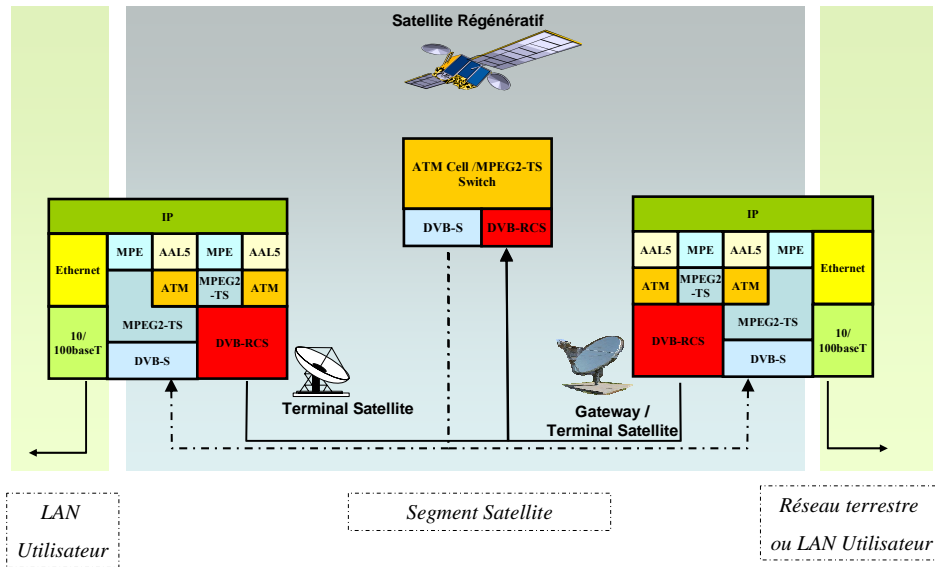 Satellite Régénératif
ATM Cell /MPEG2-TS
Switch
DVB-S
DVB-RCS
IP
Ethernet
MPE
AAL5
MPE
AAL5
ATM
MPEG2
-TS
ATM
10/
100baseT
MPEG2-TS
DVB-S
DVB-RCS
Terminal Satellite
IP
AAL5
MPE
AAL5
MPE
Ethernet
ATM
MPEG2
-TS
ATM
DVB-RCS
MPEG2-TS
DVB-S
10/
100baseT
Gateway /
Terminal Satellite
LAN
Utilisateur
Segment Satellite
Réseau terrestre
ou LAN Utilisateur